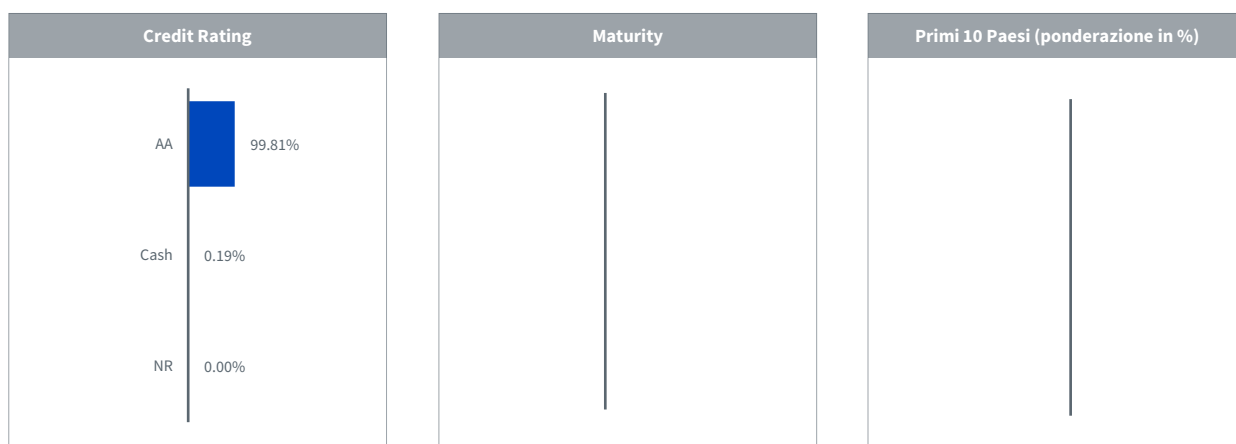 Credit Rating
AA 99.81%
Cash 0.19%
NR 0.00%
Maturity
Primi 10 Paesi (ponderazione in %)